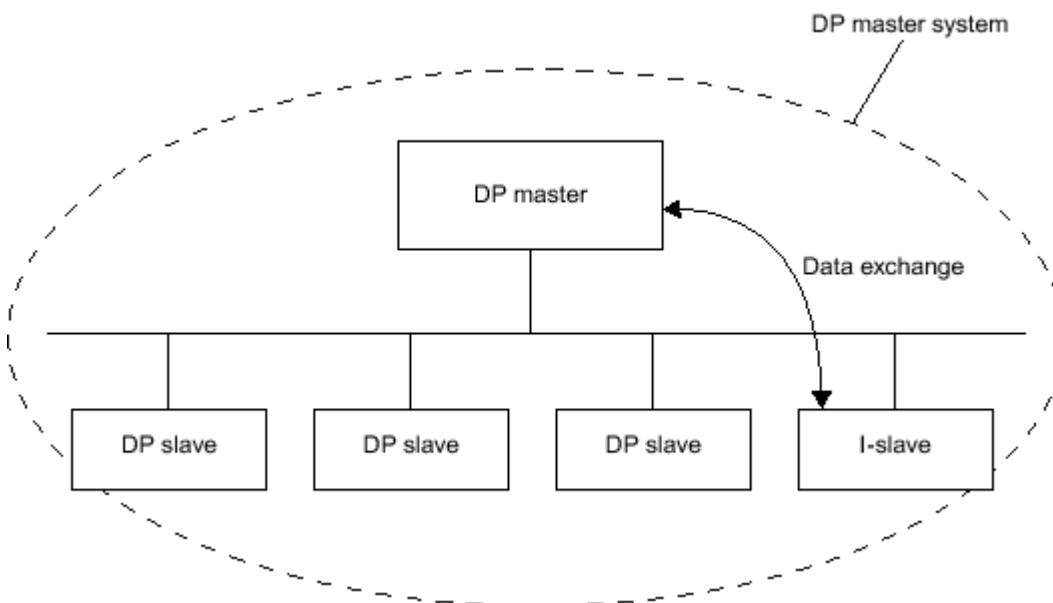 DP master system
DP master
Data exchange
DP slave
DP slave
DP slave
I-slave